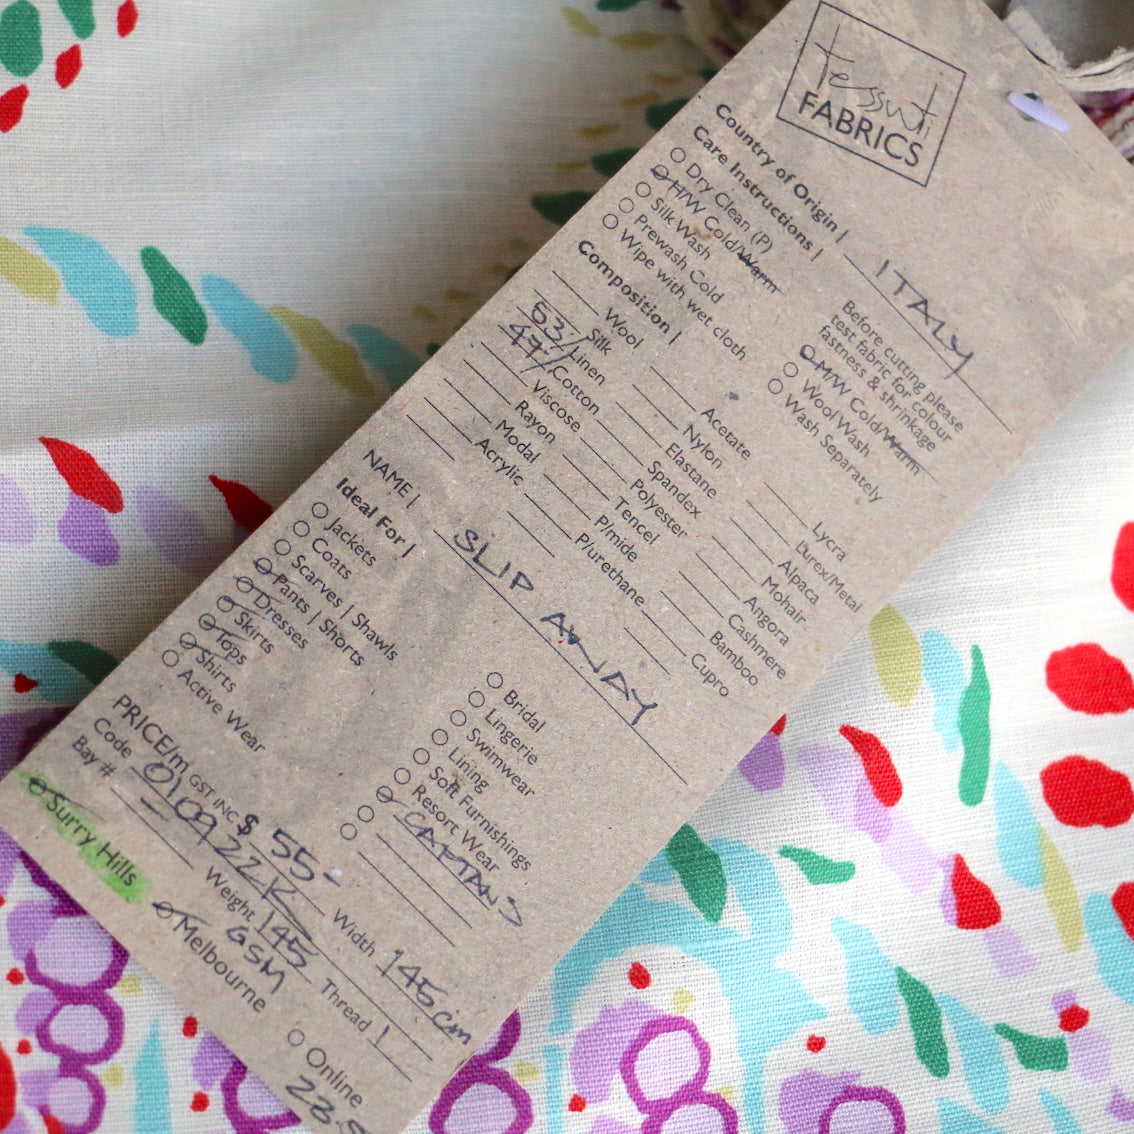 tessuti
FABRICS
Country of Origin | ITALY
Care Instructions |
Dry Clean (P)
H/W Cold/Warm
Silk Wash
Prewash Cold
Wipe with wet cloth
Before cutting please
test fabric for colour
fastness & shrinkage
M/W Cold/Warm
Wool Wash
Wash Separately
Composition |
Wool
Silk
53/ Linen
47/ Cotton
Viscose
Rayon
Modal
Acrylic
Acetate
Nylon
Elastane
Spandex
Polyester
Tencel
P/mide
P/urethane
Lycra
Lurex/Metal
Alpaca
Mohair
Angora
Cashmere
Bamboo
Cupro
NAME | SLIP AWAY
Ideal For |
Jackets
Coats
Scarves | Shawls
Pants | Shorts
Dresses
Skirts
Tops
Shirts
Active Wear
Bridal
Lingerie
Swimwear
Lining
Soft Furnishings
Resort Wear
CAFTANS
PRICE/m GST INC $ 55- Width 145cm
Code 010922R Thread 1
Bay # - Weight 145
GSM
Surry Hills
Melbourne
Online